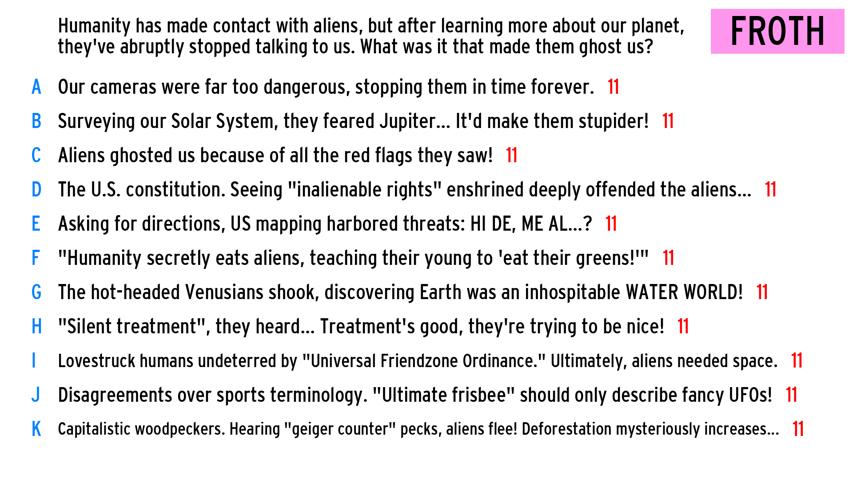 Humanity has made contact with aliens, but after learning more about our planet,
they've abruptly stopped talking to us. What was it that made them ghost us?
FROTH
A Our cameras were far too dangerous, stopping them in time forever. 11
B Surveying our Solar System, they feared Jupiter... It'd make them stupider! 11
C Aliens ghosted us because of all the red flags they saw! 11
D The U.S. constitution. Seeing "inalienable rights" enshrined deeply offended the aliens... 11
E Asking for directions, US mapping harbored threats: HI DE, ME AL...? 11
F "Humanity secretly eats aliens, teaching their young to 'eat their greens!'" 11
G The hot-headed Venusians shook, discovering Earth was an inhospitable WATER WORLD! 11
H "Silent treatment", they heard... Treatment's good, they're trying to be nice! 11
I Lovestruck humans undeterred by "Universal Friendzone Ordinance." Ultimately, aliens needed space. 11
J Disagreements over sports terminology. "Ultimate frisbee" should only describe fancy UFOs! 11
K Capitalistic woodpeckers. Hearing "geiger counter" pecks, aliens flee! Deforestation mysteriously increases... 11